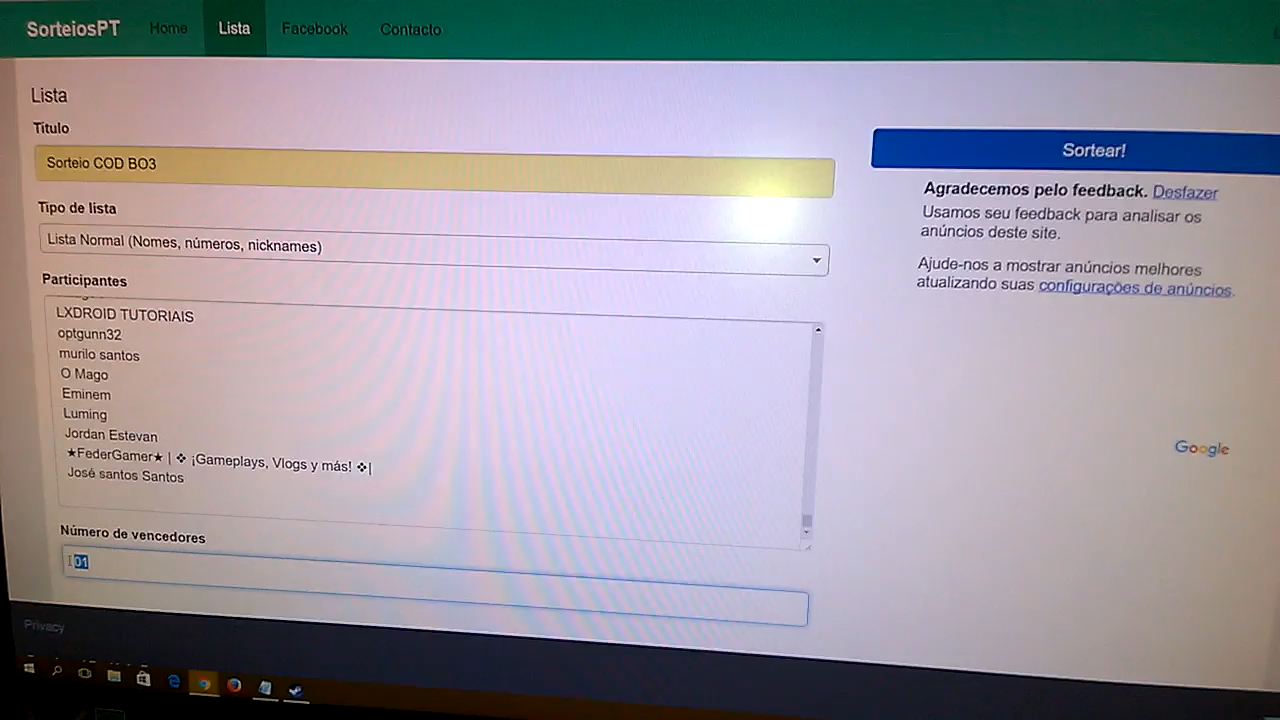 SorteiosPT Home Lista Facebook Contacto
Lista
Titulo
Sorteio COD BO3
Tipo de lista
Lista Normal (Nomes, números, nicknames)
Participantes
LXDROID TUTORIAIS
optgunn32
murilo santos
O Mago
Eminem
Luming
Jordan Estevan
★FederGamer★ | ❖ ¡Gameplays, Vlogs y más! ❖|
José santos Santos
Número de vencedores
01
Sortear!
Agradecemos pelo feedback. Desfazer
Usamos seu feedback para analisar os
anúncios deste site.
Ajude-nos a mostrar anúncios melhores
atualizando suas configurações de anúncios.
Google
Privacy